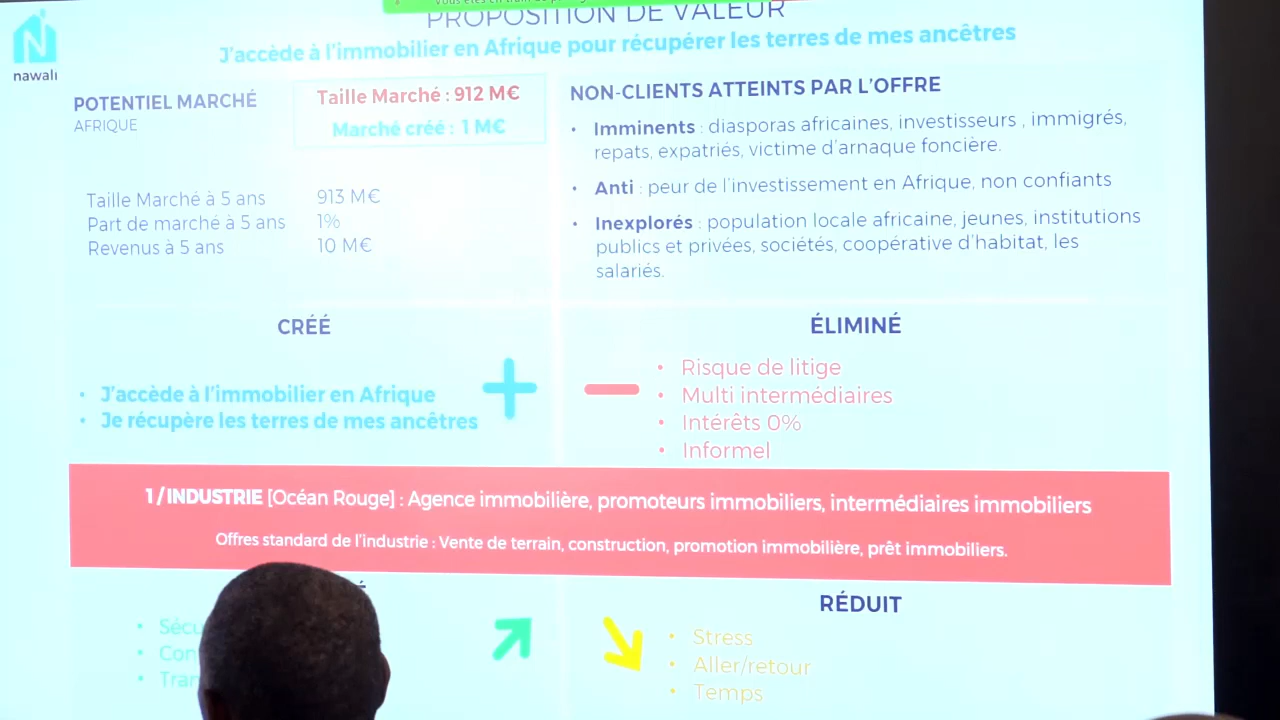 PROPOSITION DE VALEUR
nawali
J'accède à l'immobilier en Afrique pour récupérer les terres de mes ancêtres
POTENTIEL MARCHÉ
AFRIQUE
Taille Marché : 912 M€
Marché créé : 1 M€
Taille Marché à 5 ans 913 M€
Part de marché à 5 ans 1%
Revenus à 5 ans 10 M€
NON-CLIENTS ATTEINTS PAR L'OFFRE
• Imminents : diasporas africaines, investisseurs , immigrés,
repats, expatriés, victime d'arnaque foncière.
• Anti : peur de l'investissement en Afrique, non confiants
• Inexplorés : population locale africaine, jeunes, institutions
publics et privées, sociétés, coopérative d'habitat, les
salariés.
CRÉÉ
• J'accède à l'immobilier en Afrique
• Je récupère les terres de mes ancêtres
ÉLIMINÉ
• Risque de litige
• Multi intermédiaires
• Intérêts 0%
• Informel
1/INDUSTRIE [Océan Rouge] : Agence immobilière, promoteurs immobiliers, intermédiaires immobiliers
Offres standard de l'industrie : Vente de terrain, construction, promotion immobilière, prêt immobiliers.
RÉDUIT
• Stress
• Aller/retour
• Temps